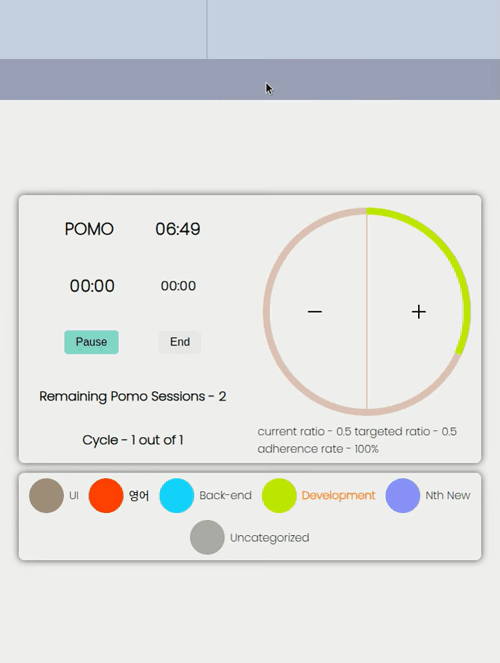 POMO 06:49
00:00 00:00
Pause End
Remaining Pomo Sessions - 2
Cycle - 1 out of 1
− +
current ratio - 0.5 targeted ratio - 0.5
adherence rate - 100%
UI 영어 Back-end Development Nth New
Uncategorized